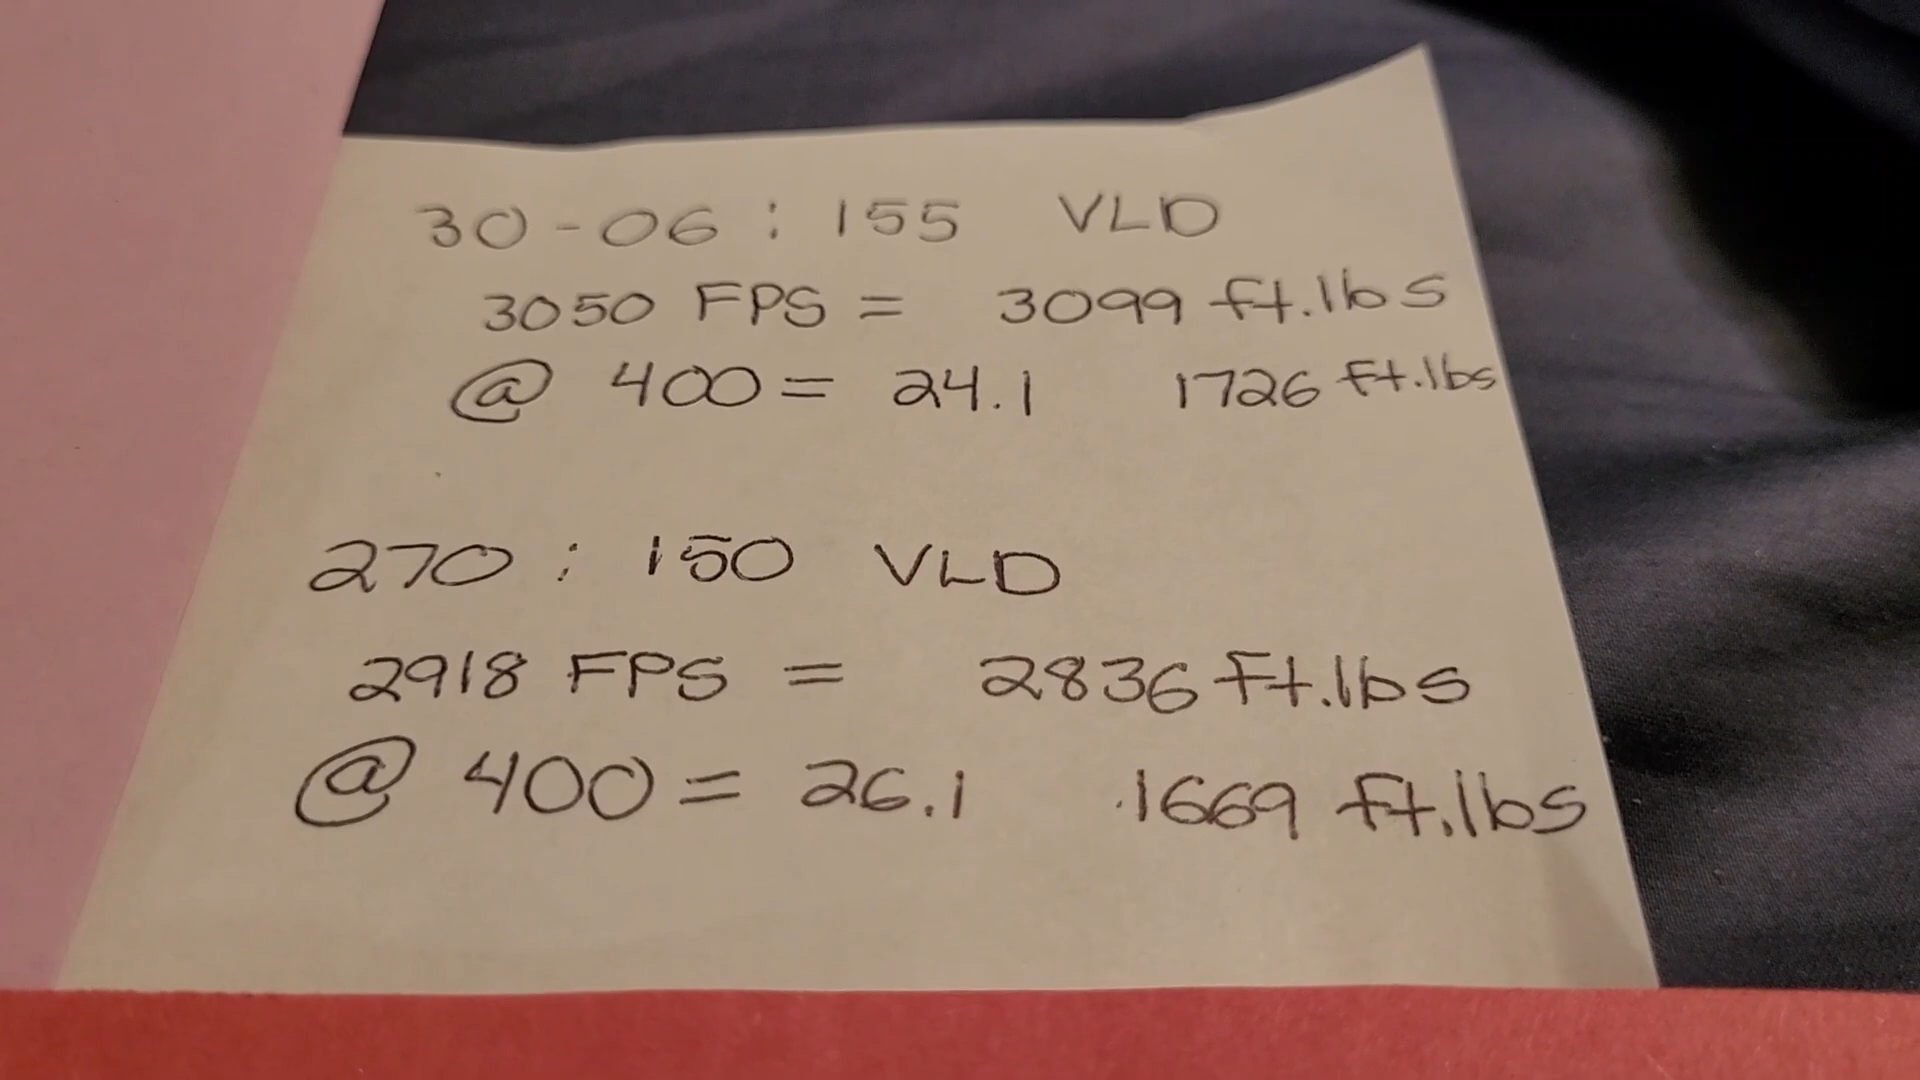 30-06 : 155 VLD
3050 FPS = 3099 ft.lbs
@ 400 = 24.1 1726 ft.lbs
270 : 150 VLD
2918 FPS = 2836 ft.lbs
@ 400 = 26.1 1669 ft.lbs